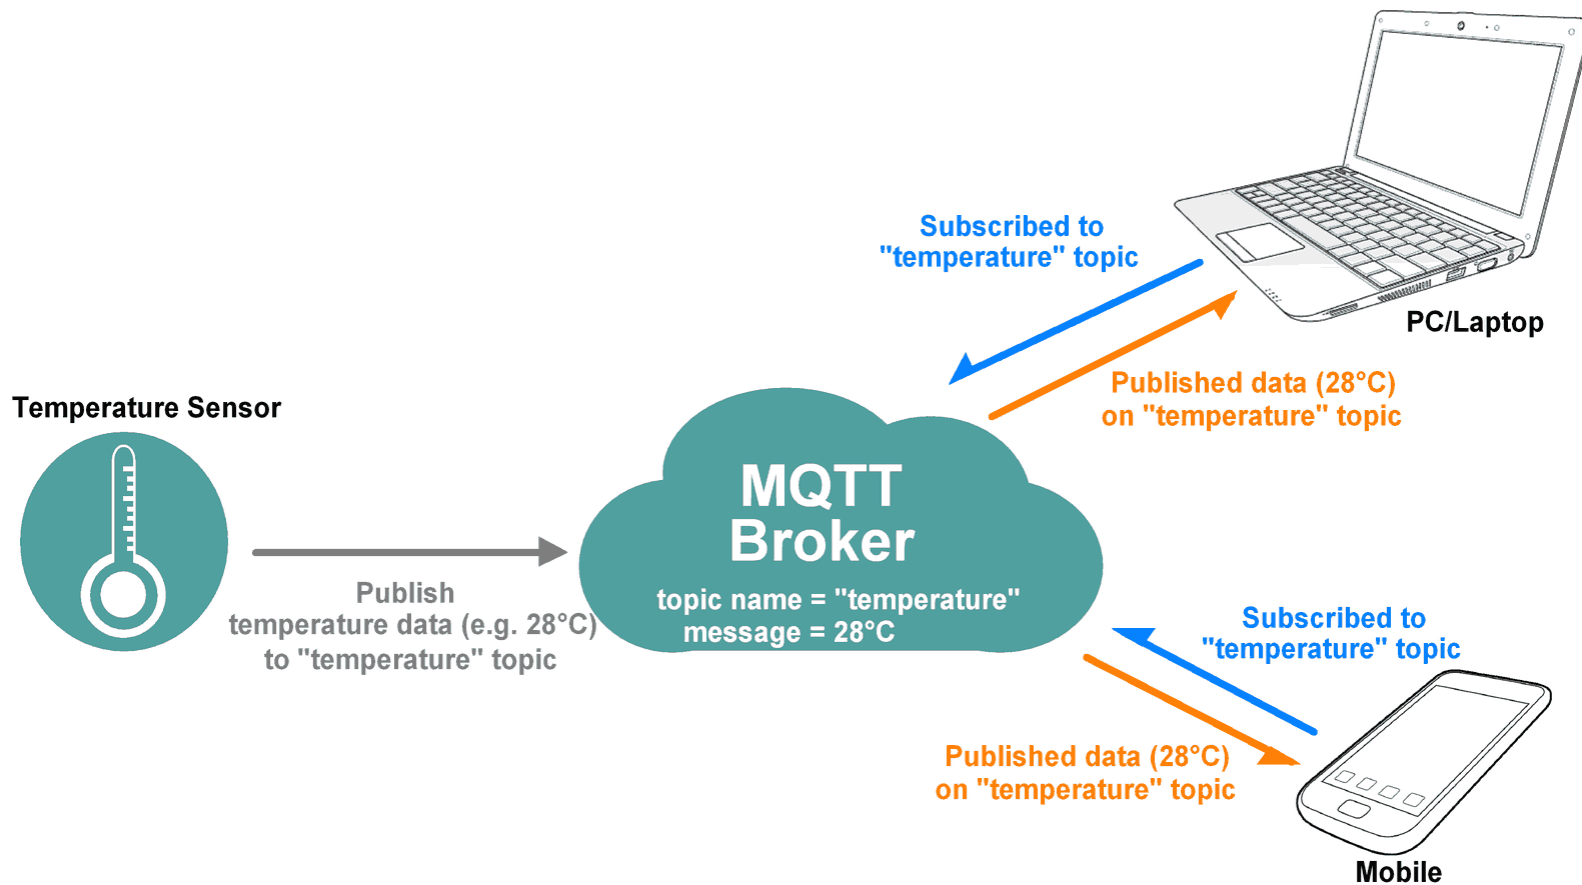 Subscribed to
"temperature" topic
PC/Laptop
Published data (28°C)
on "temperature" topic
Temperature Sensor
MQTT
Broker
topic name = "temperature"
message = 28°C
Publish
temperature data (e.g. 28°C)
to "temperature" topic
Subscribed to
"temperature" topic
Published data (28°C)
on "temperature" topic
Mobile